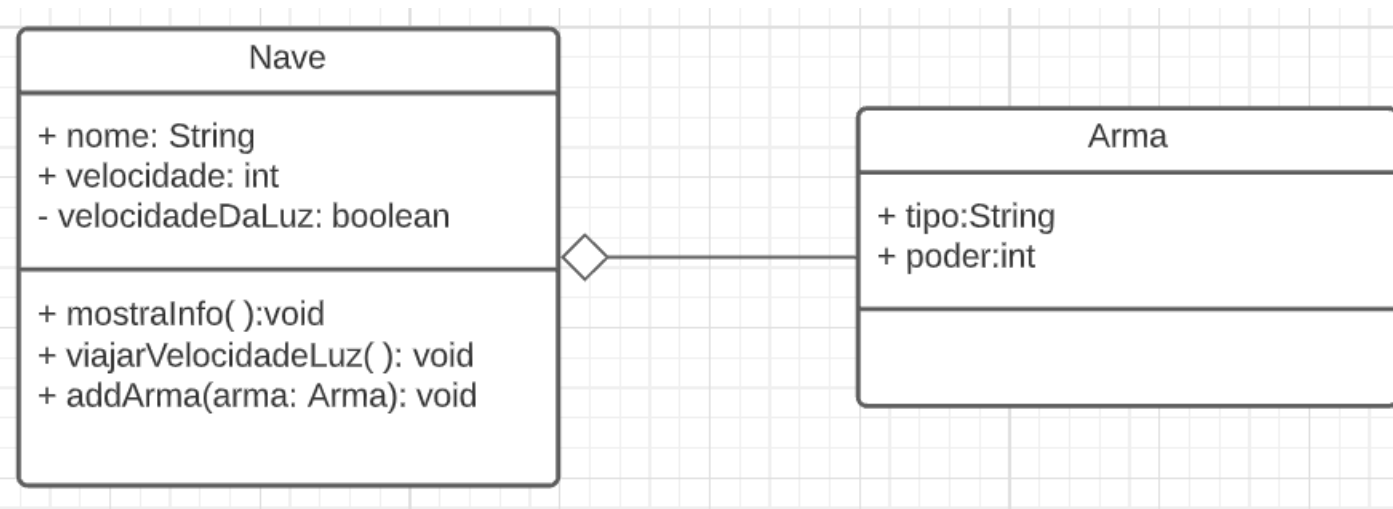 Nave
+ nome: String
+ velocidade: int
- velocidadeDaLuz: boolean
+ mostraInfo( ):void
+ viajarVelocidadeLuz( ): void
+ addArma(arma: Arma): void
Arma
+ tipo:String
+ poder:int